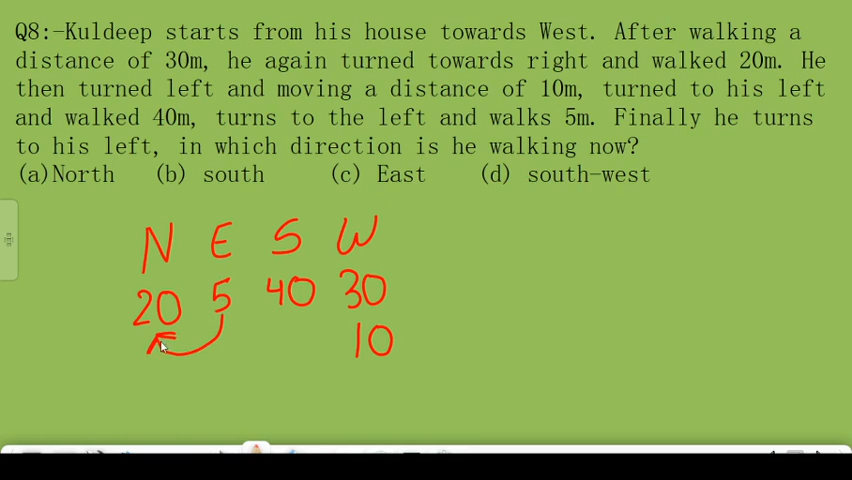 Q8:-Kuldeep starts from his house towards West. After walking a
distance of 30m, he again turned towards right and walked 20m. He
then turned left and moving a distance of 10m, turned to his left
and walked 40m, turns to the left and walks 5m. Finally he turns
to his left, in which direction is he walking now?
(a)North (b) south (c) East (d) south-west
N E S W
20 5 40 30
10